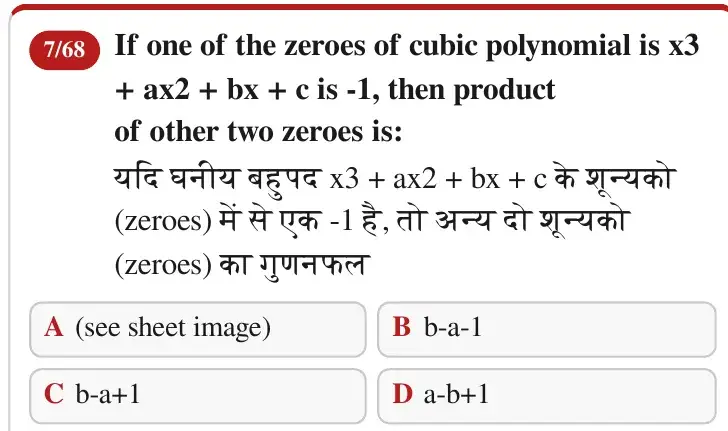 7/68 If one of the zeroes of cubic polynomial is x3
+ ax2 + bx + c is -1, then product
of other two zeroes is:
यदि घनीय बहुपद x3 + ax2 + bx + c के शून्यको
(zeroes) में से एक -1 है, तो अन्य दो शून्यको
(zeroes) का गुणनफल
A (see sheet image)
B b-a-1
C b-a+1
D a-b+1